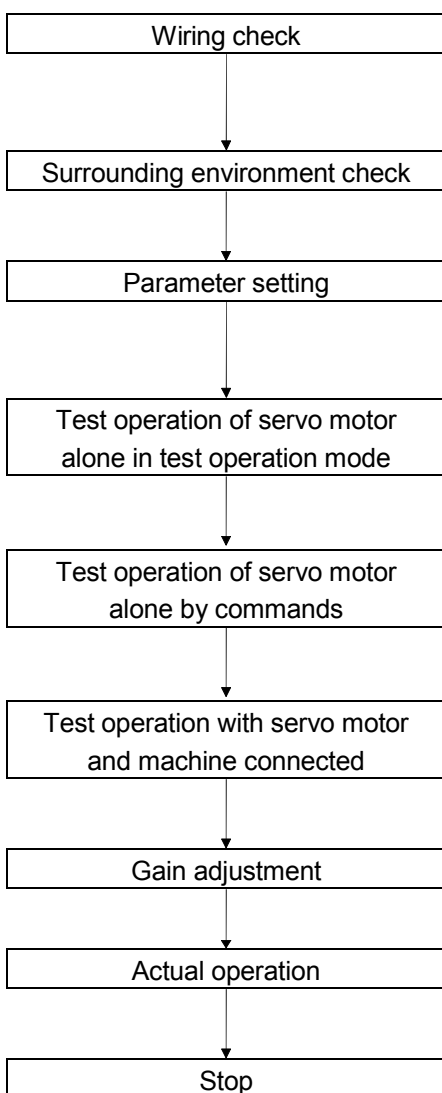 Wiring check
Surrounding environment check
Parameter setting
Test operation of servo motor
alone in test operation mode
Test operation of servo motor
alone by commands
Test operation with servo motor
and machine connected
Gain adjustment
Actual operation
Stop